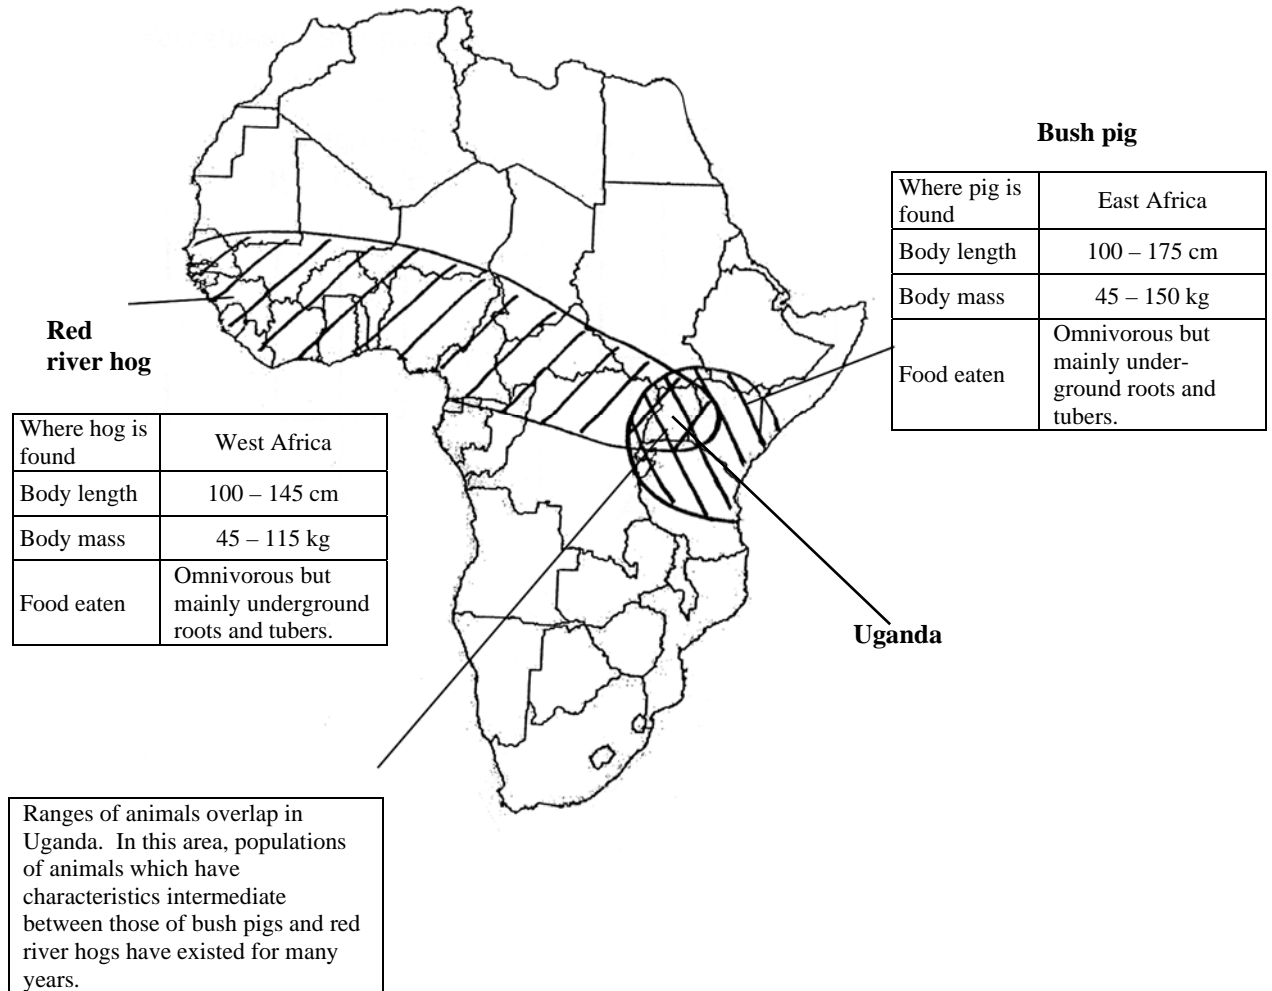 Bush pig
Where pig is
found
East Africa
Body length
100 – 175 cm
Body mass
45 – 150 kg
Food eaten
Omnivorous but
mainly under-
ground roots and
tubers.
Red
river hog
Where hog is
found
West Africa
Body length
100 – 145 cm
Body mass
45 – 115 kg
Food eaten
Omnivorous but
mainly underground
roots and tubers.
Uganda
Ranges of animals overlap in
Uganda. In this area, populations
of animals which have
characteristics intermediate
between those of bush pigs and red
river hogs have existed for many
years.